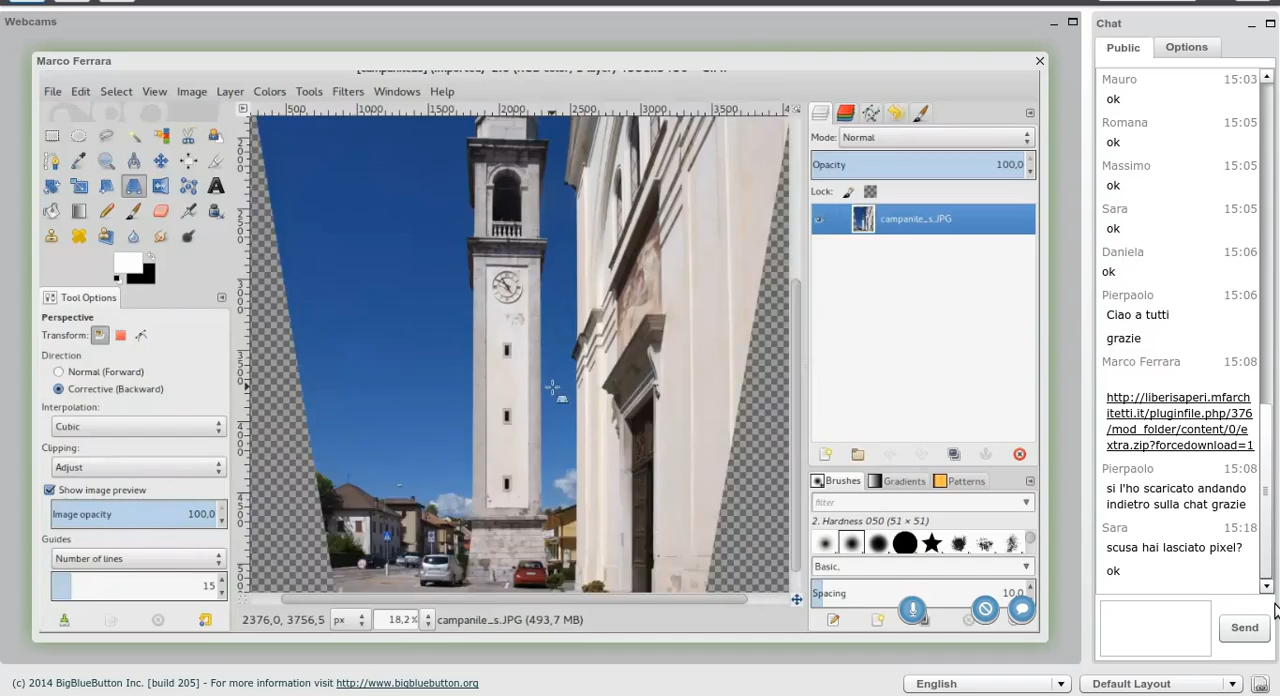 Webcams
Marco Ferrara
File Edit Select View Image Layer Colors Tools Filters Windows Help
500 1000 1500 2000 2500 3000 3500
Tool Options
Perspective
Transform:
Direction
Normal (Forward)
Corrective (Backward)
Interpolation:
Cubic
Clipping:
Adjust
Show image preview
Image opacity 100,0
Guides
Number of lines
15
2376,0, 3756,5 px 18,2% campanile_s.JPG (493,7 MB)
Mode: Normal
Opacity 100,0
Lock:
campanile_s.JPG
Brushes Gradients Patterns
filter
2. Hardness 050 (51 × 51)
Basic,
Spacing 10,0
Chat
Public Options
Mauro 15:03
ok
Romana 15:05
ok
Massimo 15:05
ok
Sara 15:05
ok
Daniela 15:06
ok
Pierpaolo 15:06
Ciao a tutti
grazie
Marco Ferrara 15:08
http://liberisaperi.mfarch
itetti.it/pluginfile.php/376
/mod_folder/content/0/e
xtra.zip?forcedownload=1
Pierpaolo 15:08
si l'ho scaricato andando
indietro sulla chat grazie
Sara 15:18
scusa hai lasciato pixel?
ok
Send
(c) 2014 BigBlueButton Inc. [build 205] - For more information visit http://www.bigbluebutton.org
English
Default Layout